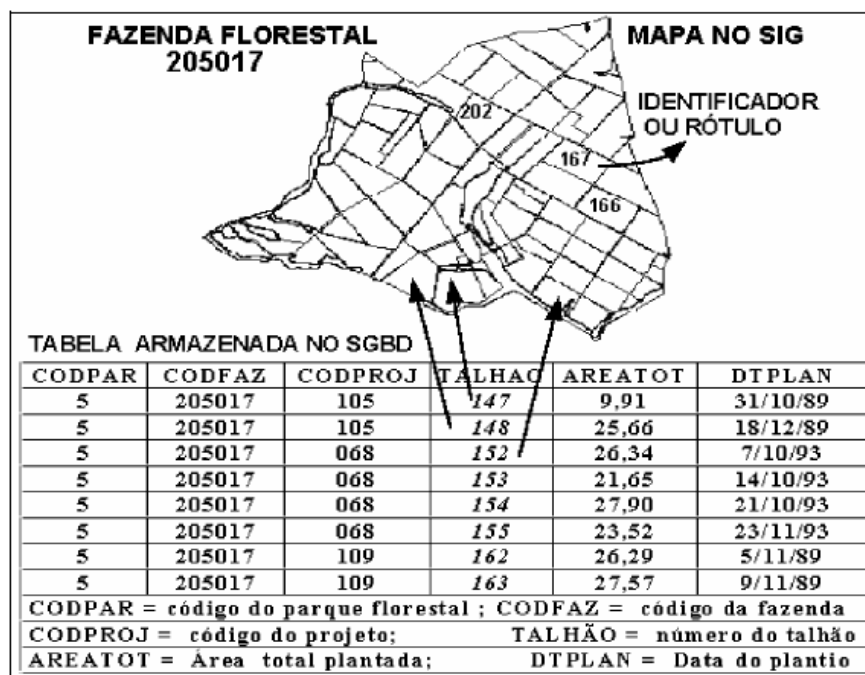 FAZENDA FLORESTAL
205017
MAPA NO SIG
202
IDENTIFICADOR
OU RÓTULO
167
166
TABELA ARMAZENADA NO SGBD
CODPAR CODFAZ CODPROJ TALHAO AREATOT DTPLAN
5 205017 105 147 9,91 31/10/89
5 205017 105 148 25,66 18/12/89
5 205017 068 152 26,34 7/10/93
5 205017 068 153 21,65 14/10/93
5 205017 068 154 27,90 21/10/93
5 205017 068 155 23,52 23/11/93
5 205017 109 162 26,29 5/11/89
5 205017 109 163 27,57 9/11/89
CODPAR = código do parque florestal ; CODFAZ = código da fazenda
CODPROJ = código do projeto; TALHÃO = número do talhão
AREATOT = Área total plantada; DTPLAN = Data do plantio